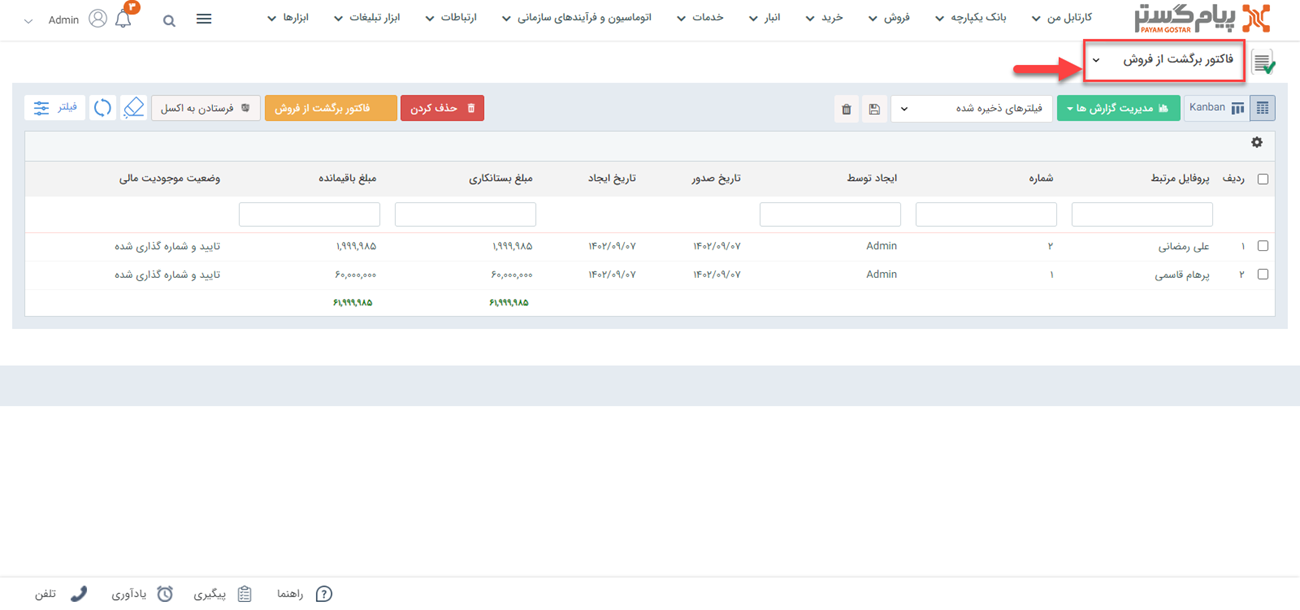 پیام گستر
PAYAM GOSTAR
کارتابل من بانک یکپارچه فروش خرید انبار خدمات اتوماسیون و فرآیندهای سازمانی ارتباطات ابزار تبلیغات ابزارها
۳
Admin
فاکتور برگشت از فروش
Kanban مدیریت گزارش ها فیلترهای ذخیره شده حذف کردن فاکتور برگشت از فروش فرستادن به اکسل فیلتر
ردیف پروفایل مرتبط شماره ایجاد توسط تاریخ صدور تاریخ ایجاد مبلغ بستانکاری مبلغ باقیمانده وضعیت موجودیت مالی
۱ علی رمضانی ۲ Admin ۱۴۰۲/۰۹/۰۷ ۱۴۰۲/۰۹/۰۷ ۱,۹۹۹,۹۸۵ ۱,۹۹۹,۹۸۵ تایید و شماره گذاری شده
۲ پرهام قاسمی ۱ Admin ۱۴۰۲/۰۹/۰۷ ۱۴۰۲/۰۹/۰۷ ۶۰,۰۰۰,۰۰۰ ۶۰,۰۰۰,۰۰۰ تایید و شماره گذاری شده
۶۱,۹۹۹,۹۸۵ ۶۱,۹۹۹,۹۸۵
راهنما پیگیری یادآوری تلفن